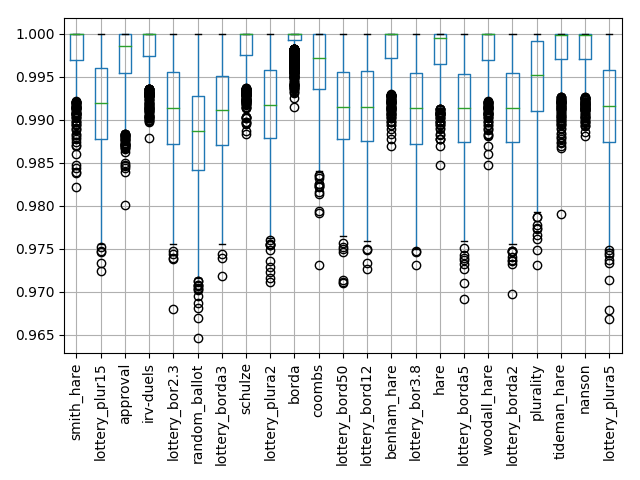 1.000
0.995
0.990
0.985
0.980
0.975
0.970
0.965
smith_hare
lottery_plur15
approval
irv-duels
lottery_bor2.3
random_ballot
lottery_borda3
schulze
lottery_plura2
borda
coombs
lottery_bord50
lottery_bord12
benham_hare
lottery_bor3.8
hare
lottery_borda5
woodall_hare
lottery_borda2
plurality
tideman_hare
nanson
lottery_plura5